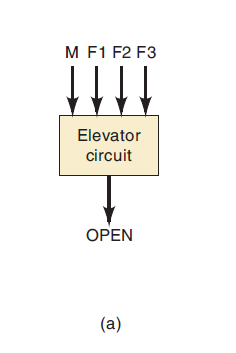 M F1 F2 F3
Elevator
circuit
OPEN
(a)